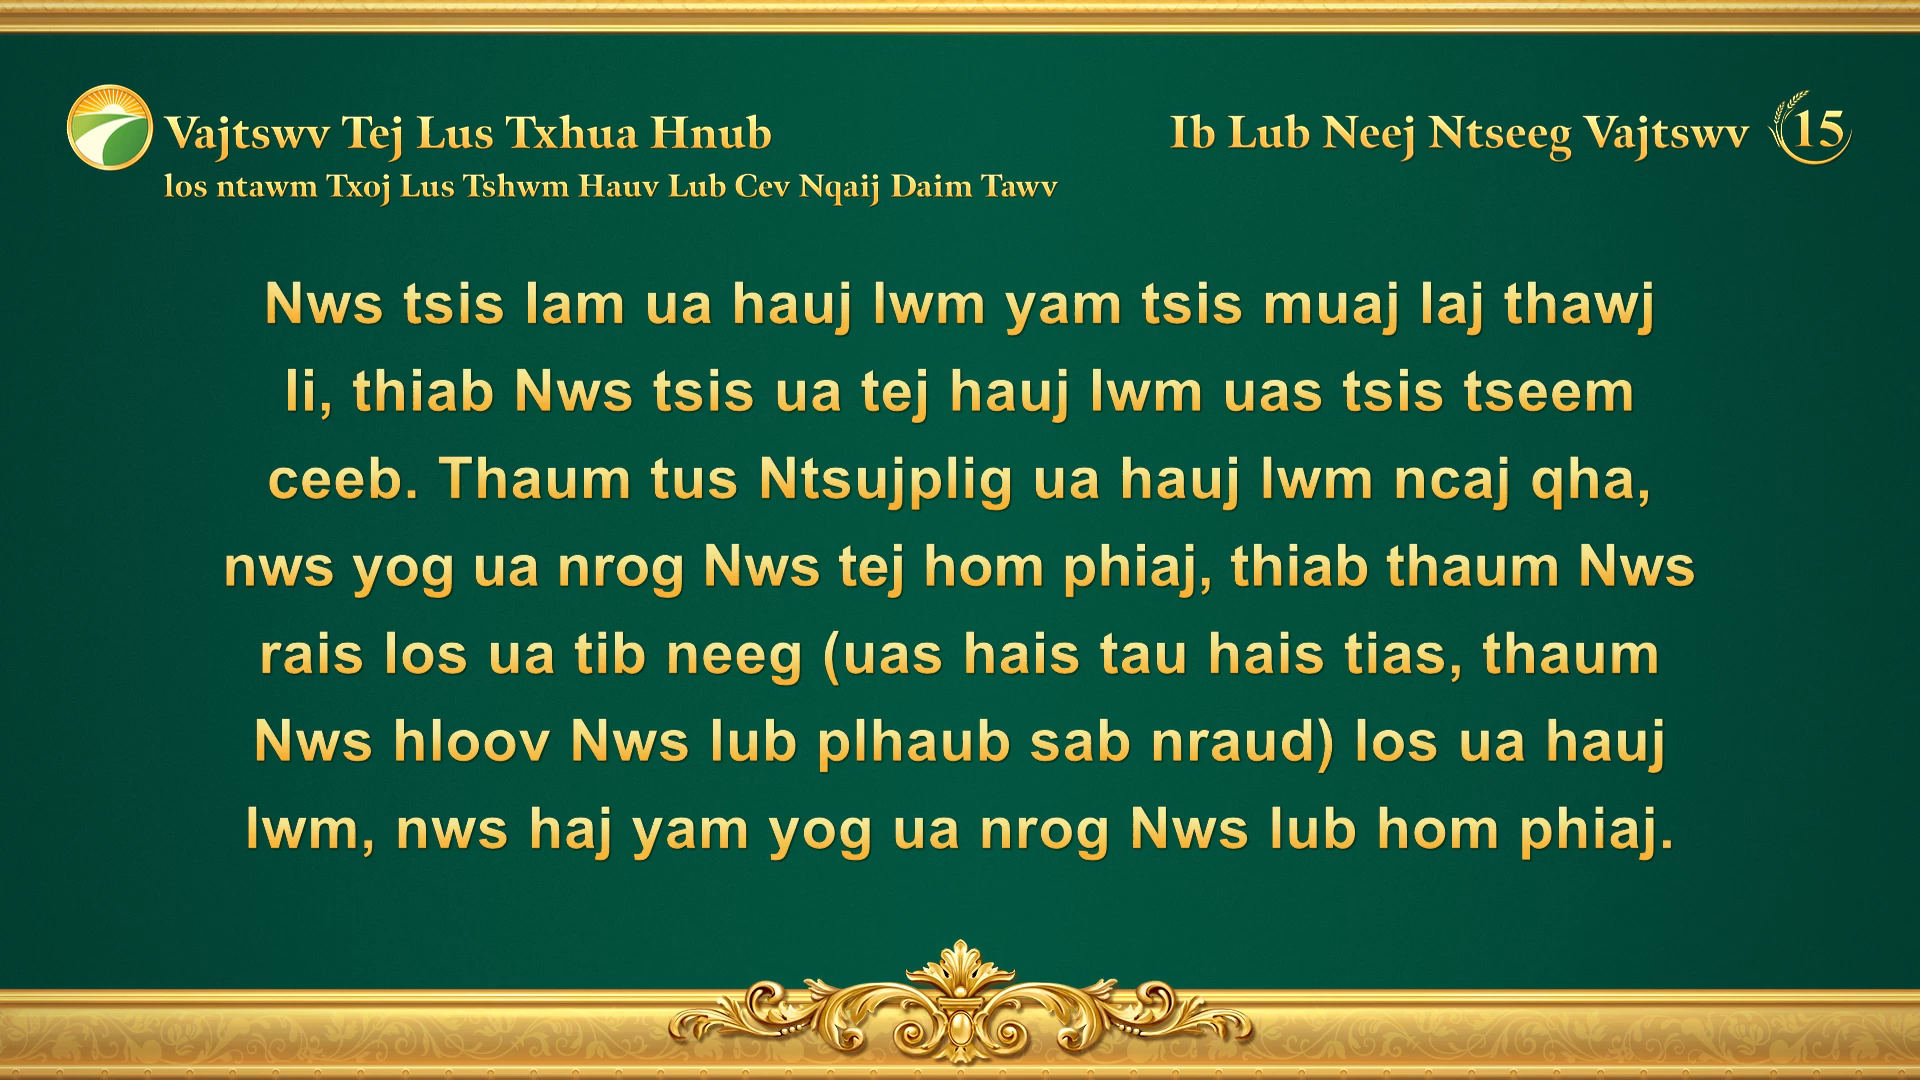 Vajtswv Tej Lus Txhua Hnub
los ntawm Txoj Lus Tshwm Hauv Lub Cev Nqaij Daim Tawv
Ib Lub Neej Ntseeg Vajtswv 15
Nws tsis lam ua hauj lwm yam tsis muaj laj thawj
li, thiab Nws tsis ua tej hauj lwm uas tsis tseem
ceeb. Thaum tus Ntsujplig ua hauj lwm ncaj qha,
nws yog ua nrog Nws tej hom phiaj, thiab thaum Nws
rais los ua tib neeg (uas hais tau hais tias, thaum
Nws hloov Nws lub plhaub sab nraud) los ua hauj
lwm, nws haj yam yog ua nrog Nws lub hom phiaj.